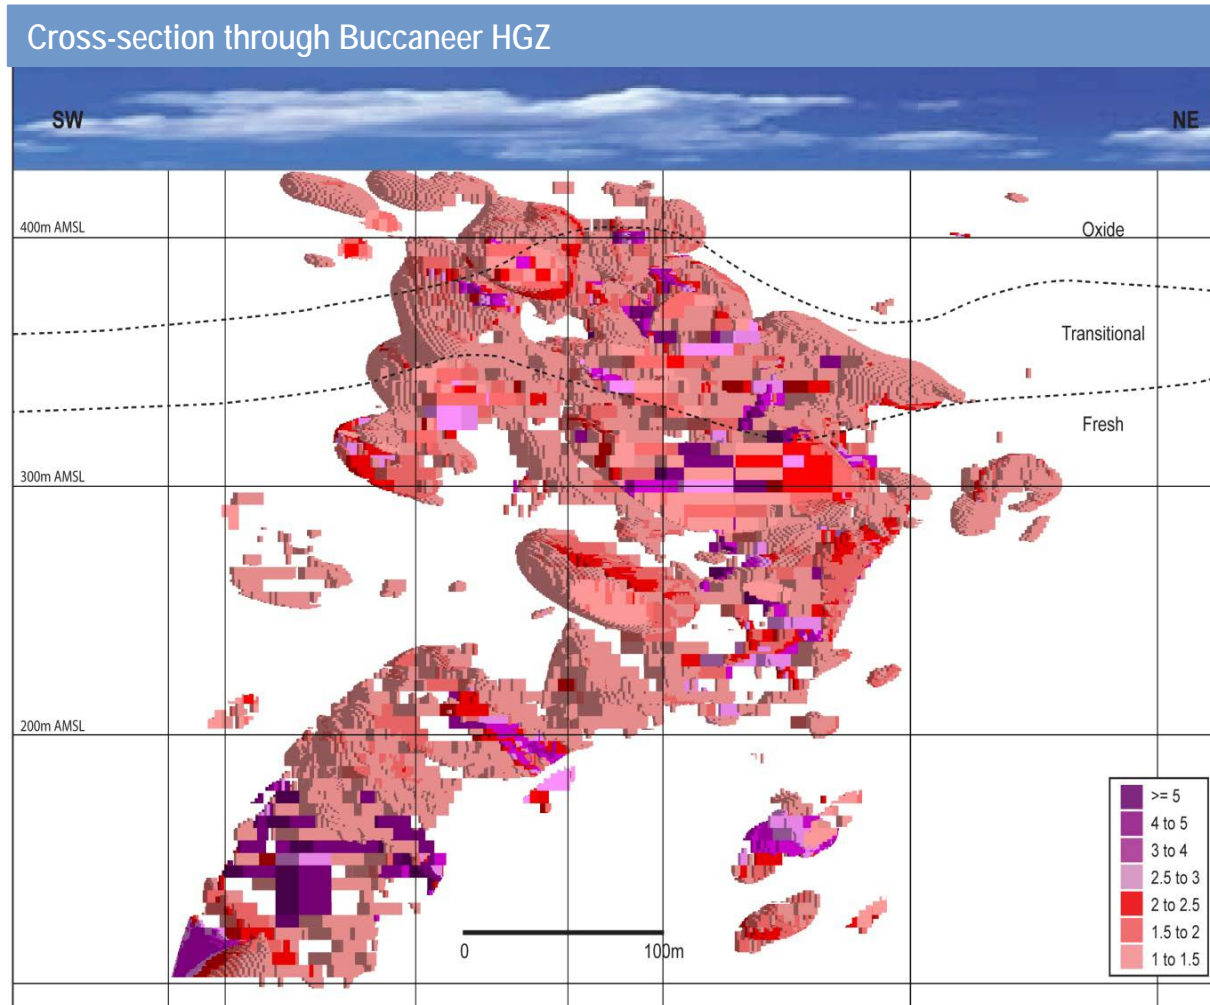 Cross-section through Buccaneer HGZ
SW
NE
400m AMSL
Oxide
Transitional
Fresh
300m AMSL
200m AMSL
>= 5
4 to 5
3 to 4
2.5 to 3
2 to 2.5
1.5 to 2
1 to 1.5
0
100m